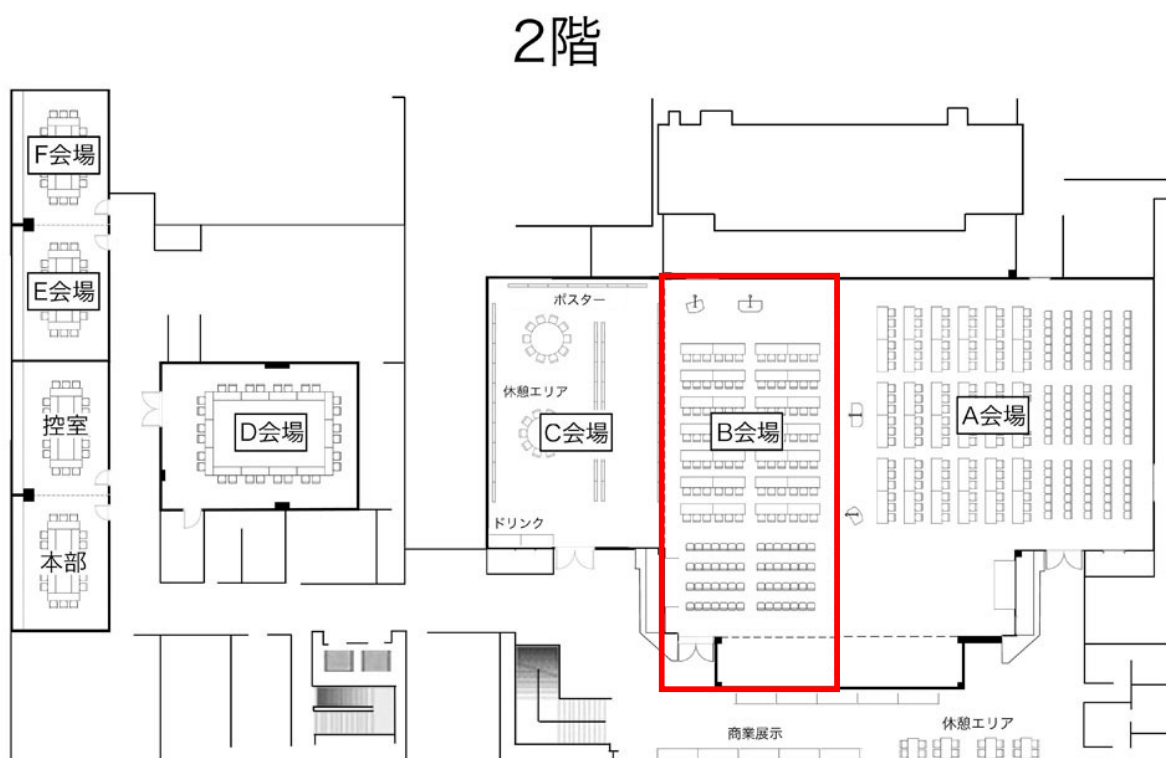 2階
F会場
E会場
控室
本部
D会場
ポスター
休憩エリア
C会場
ドリンク
B会場
A会場
商業展示
休憩エリア